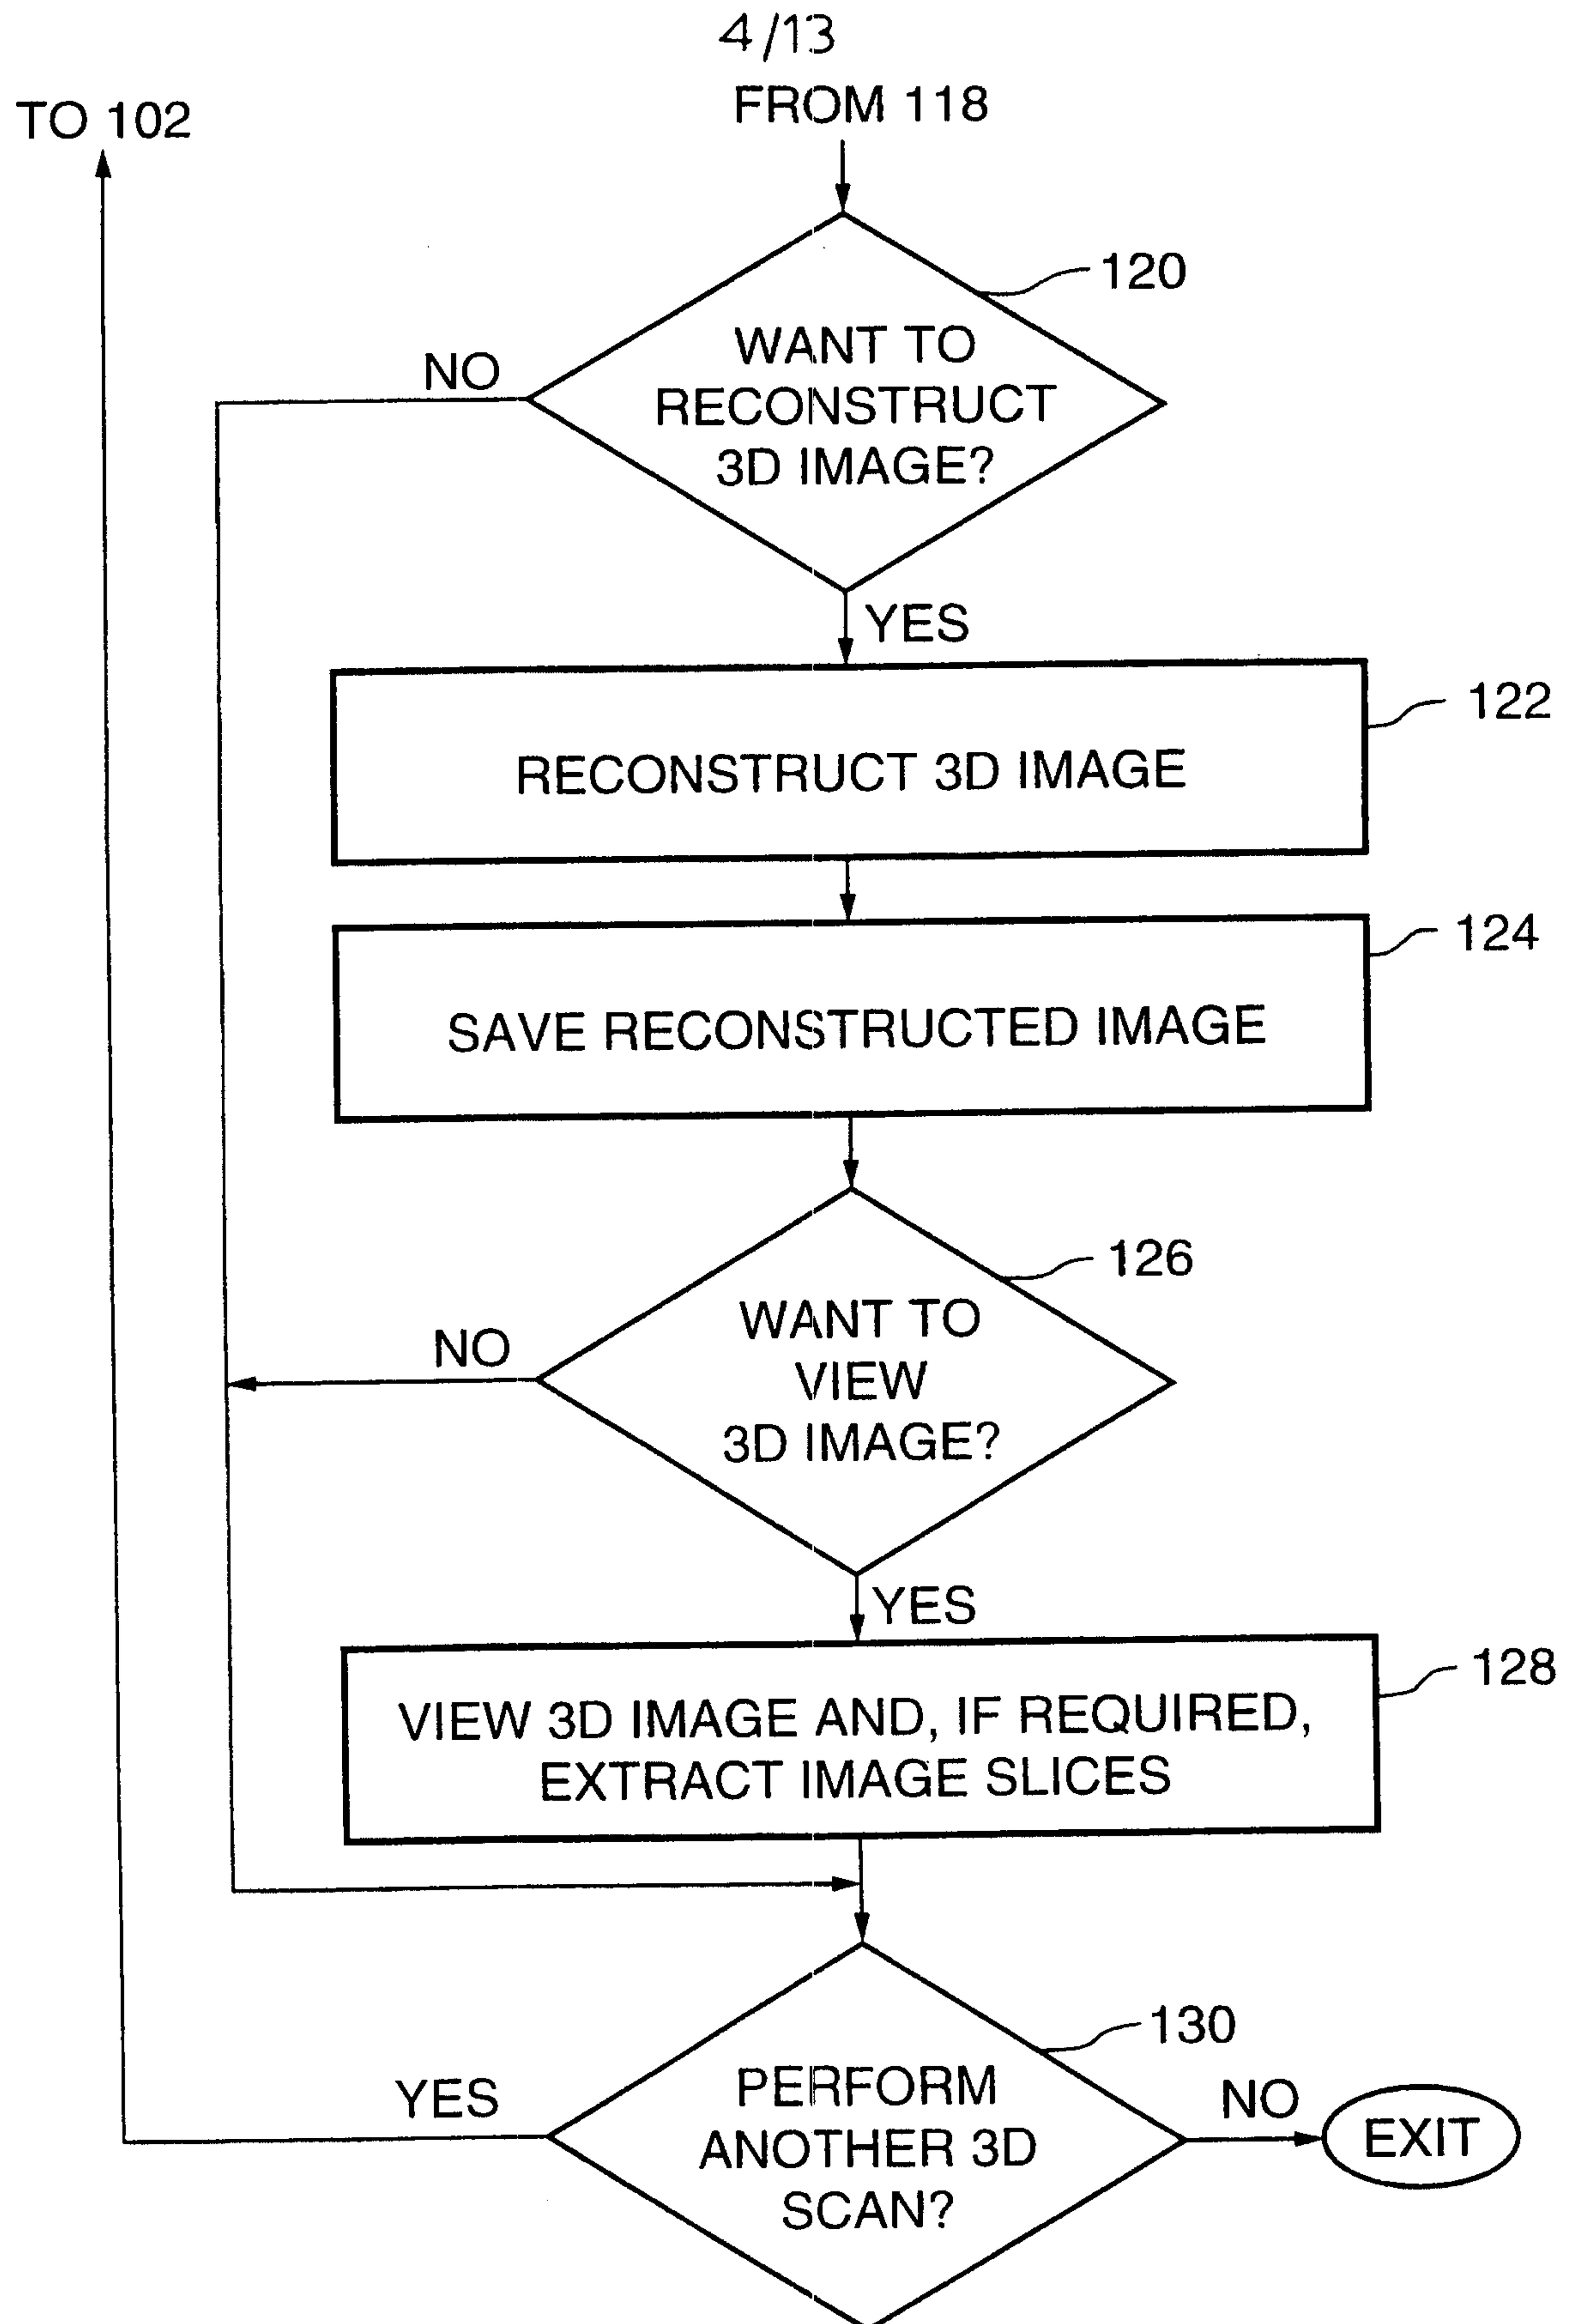 4/13
TO 102
FROM 118
120
NO
WANT TO
RECONSTRUCT
3D IMAGE?
YES
122
RECONSTRUCT 3D IMAGE
124
SAVE RECONSTRUCTED IMAGE
126
NO
WANT TO
VIEW
3D IMAGE?
YES
128
VIEW 3D IMAGE AND, IF REQUIRED,
EXTRACT IMAGE SLICES
130
YES
PERFORM
ANOTHER 3D
SCAN?
NO
EXIT